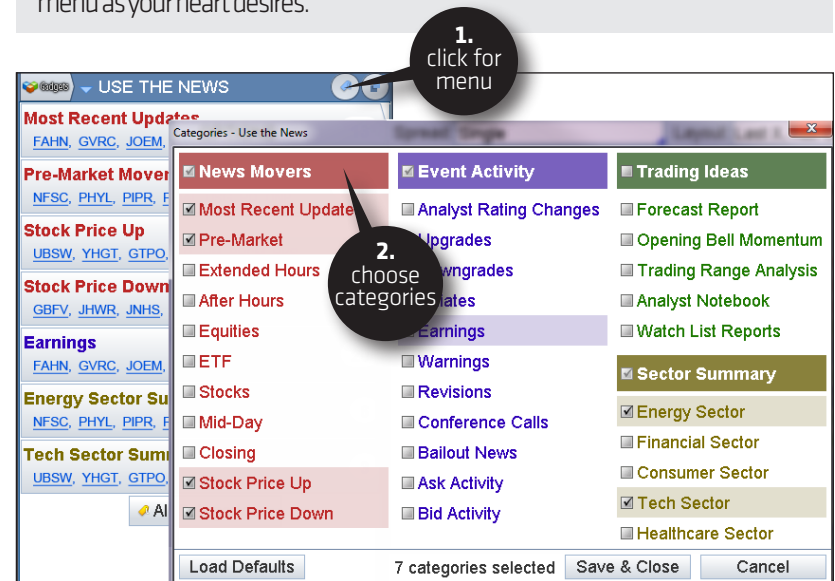 menu as your heart desires.
1.
click for
menu
Gadgets USE THE NEWS
Most Recent Updates
FAHN, GVRC, JOEM,
Pre-Market Mover
NFSC, PHYL, PIPR, F
Stock Price Up
UBSW, YHGT, GTPO,
Stock Price Down
GBFV, JHWR, JNHS,
Earnings
FAHN, GVRC, JOEM,
Energy Sector Su
NFSC, PHYL, PIPR, F
Tech Sector Sum
UBSW, YHGT, GTPO,
Al
Categories - Use the News
Spread: Single
News Movers
Most Recent Update
Pre-Market
Extended Hours
After Hours
Equities
ETF
Stocks
Mid-Day
Closing
Stock Price Up
Stock Price Down
2.
choose
categories
Event Activity
Analyst Rating Changes
Upgrades
wngrades
ates
Earnings
Warnings
Revisions
Conference Calls
Bailout News
Ask Activity
Bid Activity
Trading Ideas
Forecast Report
Opening Bell Momentum
Trading Range Analysis
Analyst Notebook
Watch List Reports
Sector Summary
Energy Sector
Financial Sector
Consumer Sector
Tech Sector
Healthcare Sector
Load Defaults 7 categories selected Save & Close Cancel